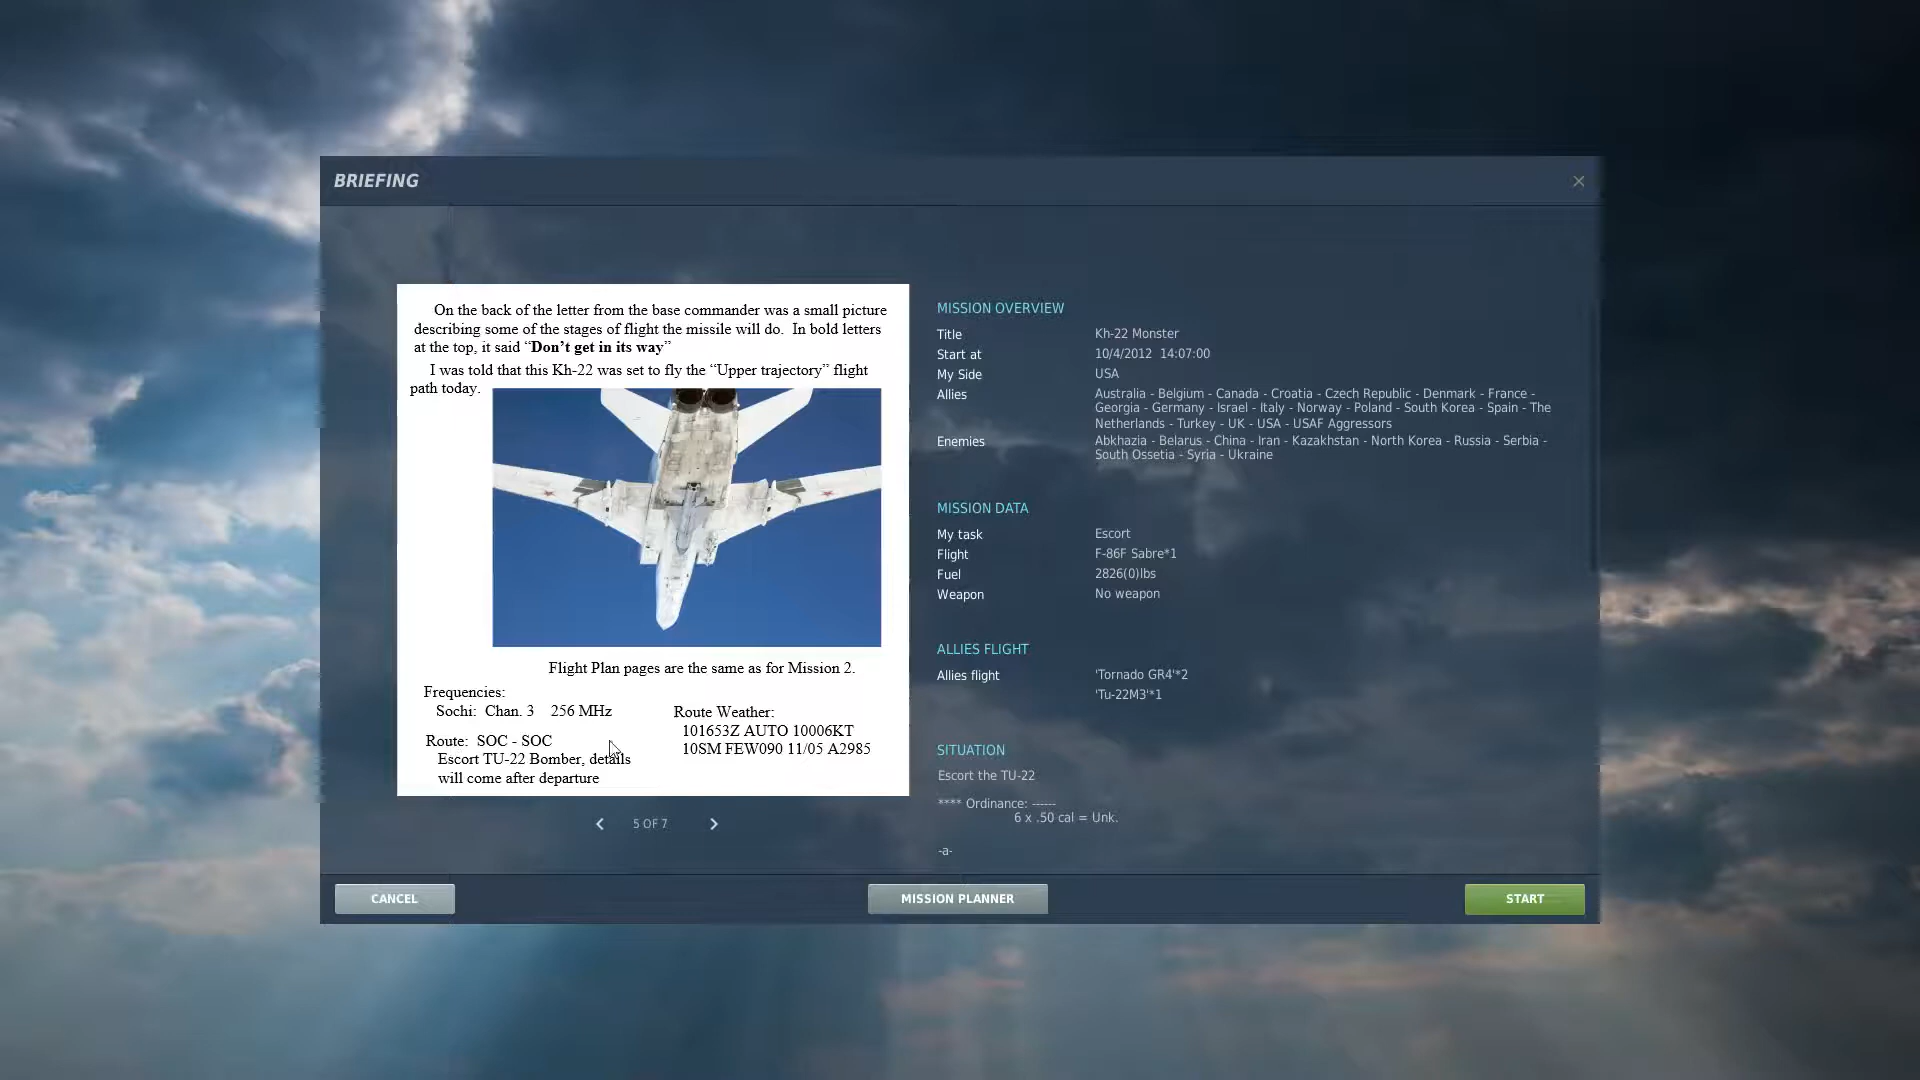 BRIEFING
On the back of the letter from the base commander was a small picture
describing some of the stages of flight the missile will do. In bold letters
at the top, it said “Don’t get in its way”
I was told that this Kh-22 was set to fly the “Upper trajectory” flight
path today.
Flight Plan pages are the same as for Mission 2.
Frequencies:
Sochi: Chan. 3 256 MHz
Route: SOC - SOC
Escort TU-22 Bomber, details
will come after departure
Route Weather:
101653Z AUTO 10006KT
10SM FEW090 11/05 A2985
5 OF 7
MISSION OVERVIEW
Title Kh-22 Monster
Start at 10/4/2012 14:07:00
My Side USA
Allies Australia - Belgium - Canada - Croatia - Czech Republic - Denmark - France -
Georgia - Germany - Israel - Italy - Norway - Poland - South Korea - Spain - The
Netherlands - Turkey - UK - USA - USAF Aggressors
Enemies Abkhazia - Belarus - China - Iran - Kazakhstan - North Korea - Russia - Serbia -
South Ossetia - Syria - Ukraine
MISSION DATA
My task Escort
Flight F-86F Sabre*1
Fuel 2826(0)lbs
Weapon No weapon
ALLIES FLIGHT
Allies flight 'Tornado GR4'*2
'Tu-22M3'*1
SITUATION
Escort the TU-22
**** Ordinance: ------
6 x .50 cal = Unk.
-a-
CANCEL
MISSION PLANNER
START